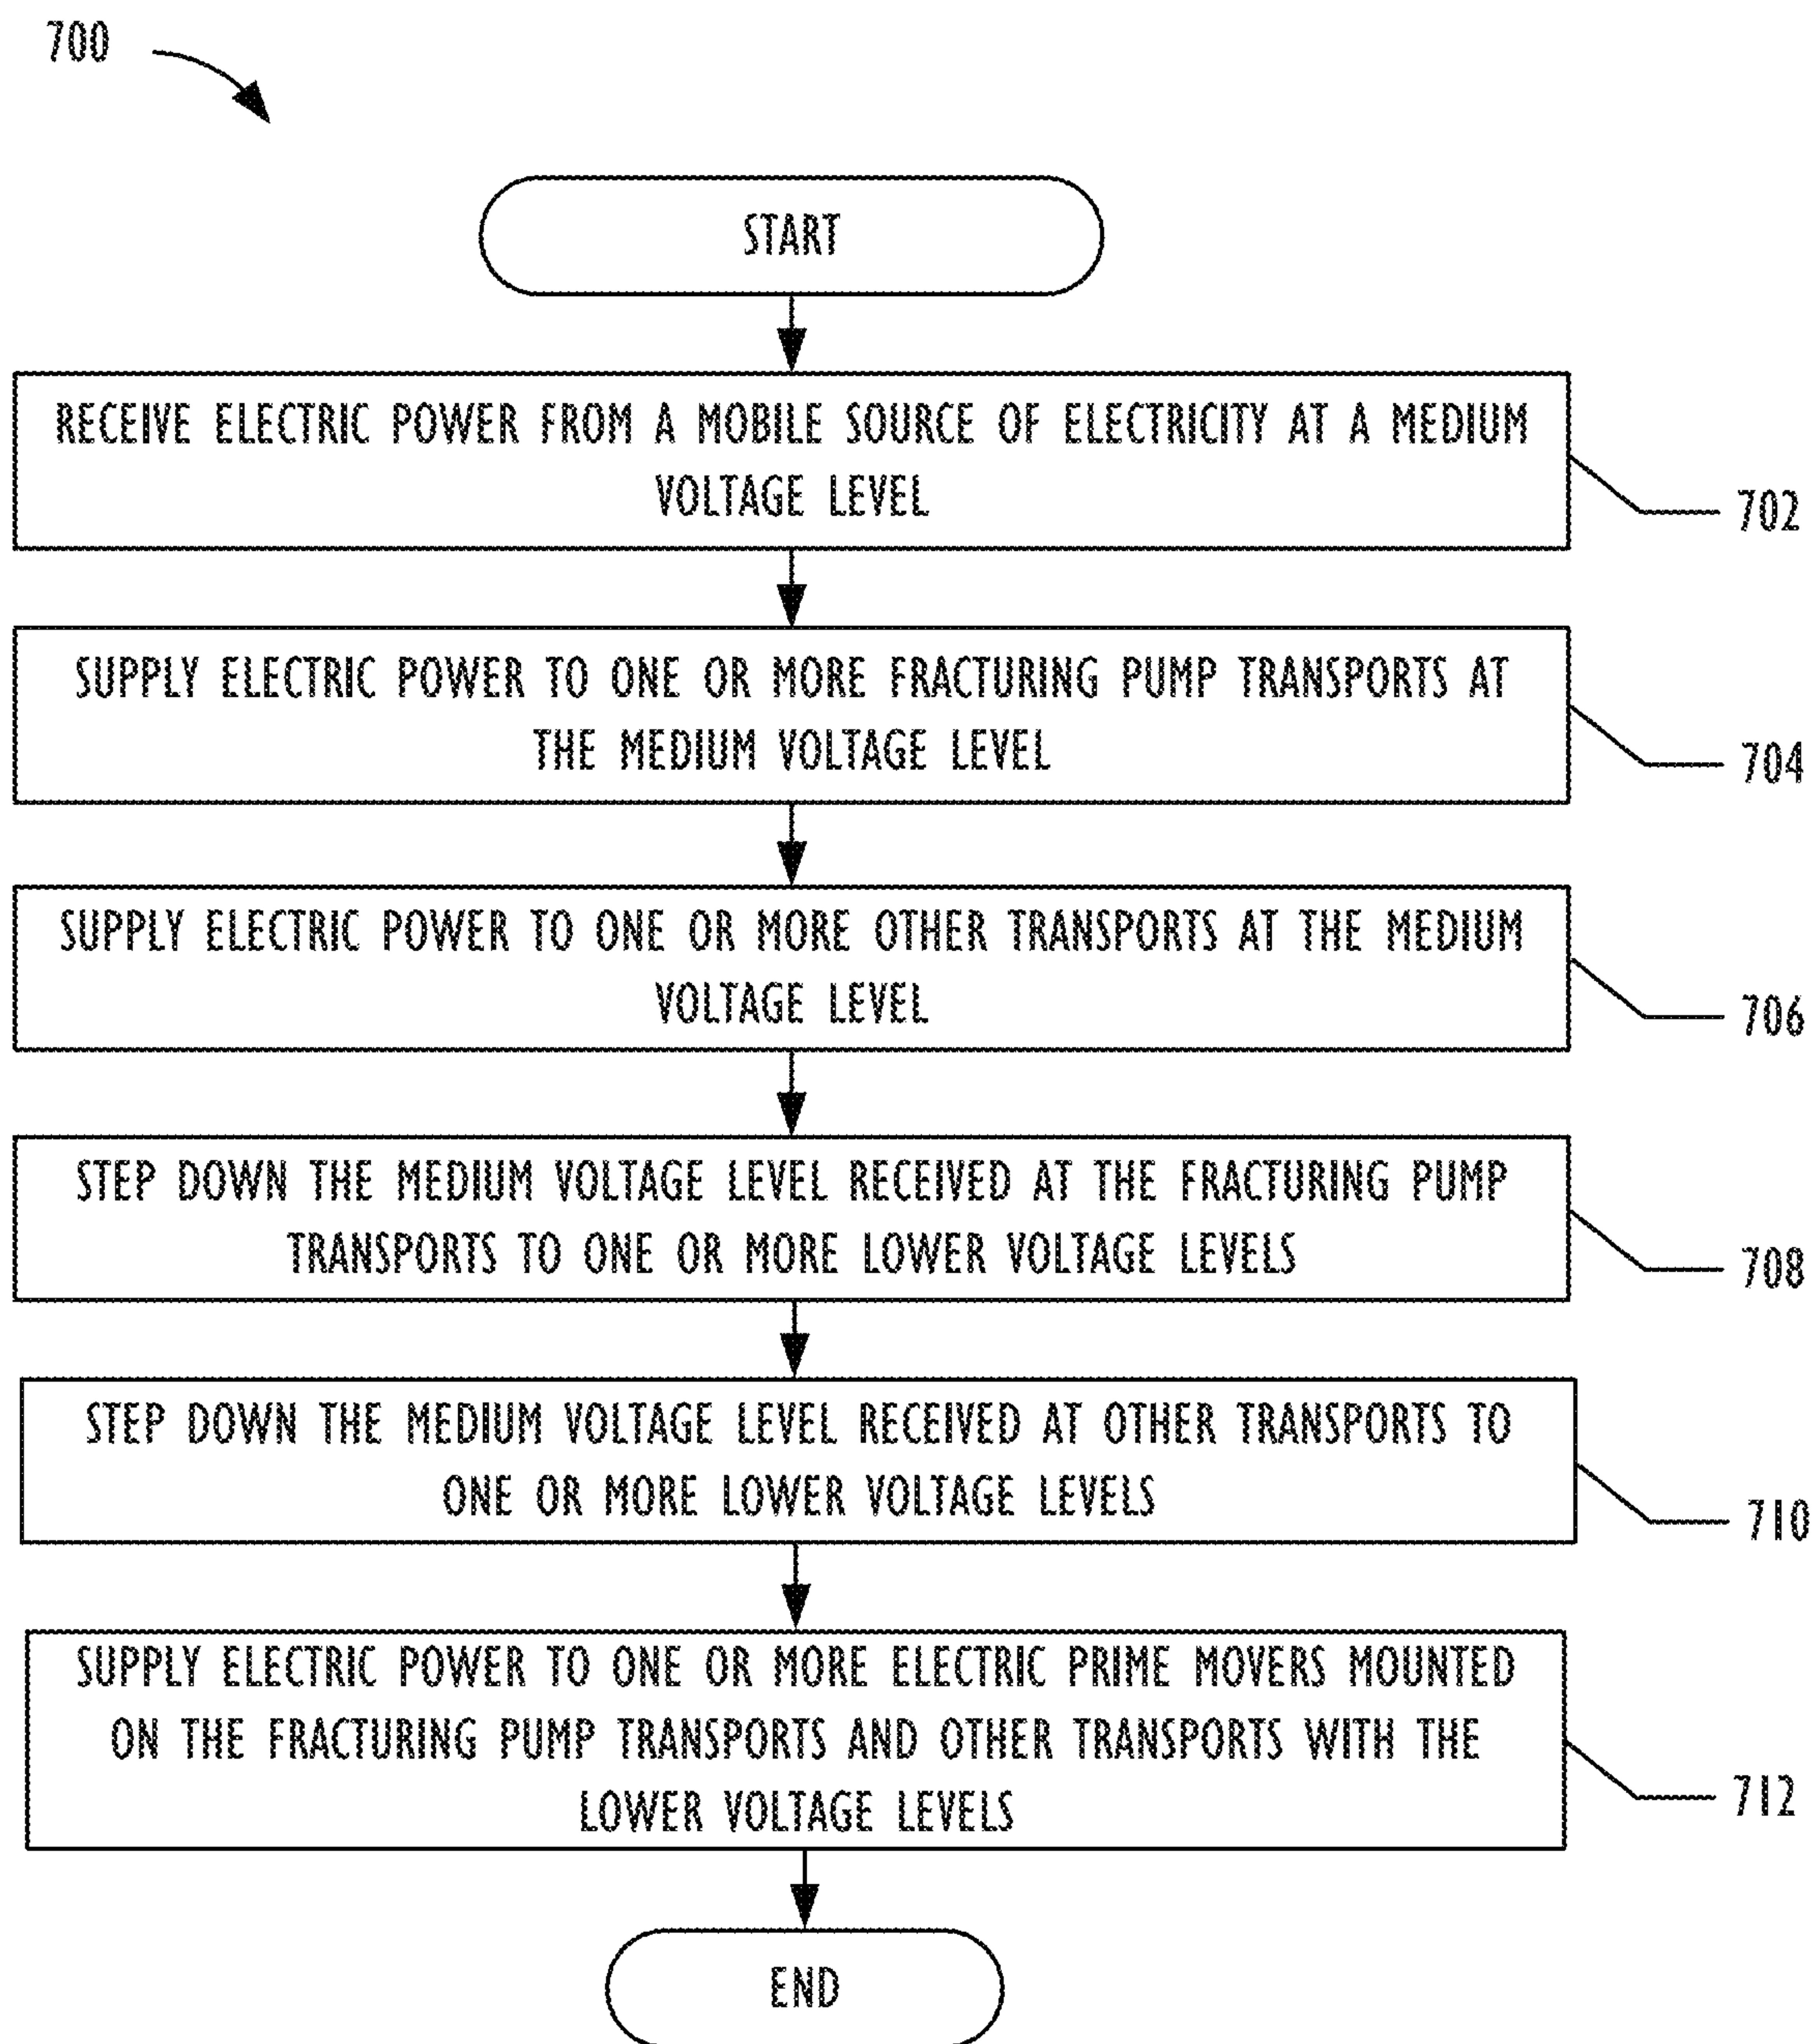 700
START
RECEIVE ELECTRIC POWER FROM A MOBILE SOURCE OF ELECTRICITY AT A MEDIUM
VOLTAGE LEVEL
702
SUPPLY ELECTRIC POWER TO ONE OR MORE FRACTURING PUMP TRANSPORTS AT
THE MEDIUM VOLTAGE LEVEL
704
SUPPLY ELECTRIC POWER TO ONE OR MORE OTHER TRANSPORTS AT THE MEDIUM
VOLTAGE LEVEL
706
STEP DOWN THE MEDIUM VOLTAGE LEVEL RECEIVED AT THE FRACTURING PUMP
TRANSPORTS TO ONE OR MORE LOWER VOLTAGE LEVELS
708
STEP DOWN THE MEDIUM VOLTAGE LEVEL RECEIVED AT OTHER TRANSPORTS TO
ONE OR MORE LOWER VOLTAGE LEVELS
710
SUPPLY ELECTRIC POWER TO ONE OR MORE ELECTRIC PRIME MOVERS MOUNTED
ON THE FRACTURING PUMP TRANSPORTS AND OTHER TRANSPORTS WITH THE
LOWER VOLTAGE LEVELS
712
END